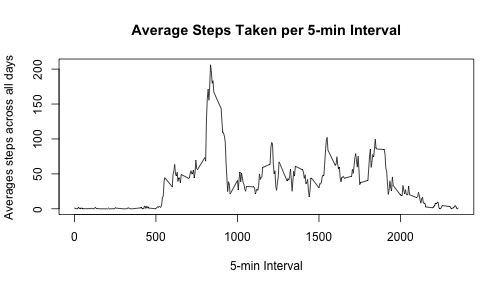 Average Steps Taken per 5-min Interval
Averages steps across all days
200
150
100
50
0
0 500 1000 1500 2000
5-min Interval